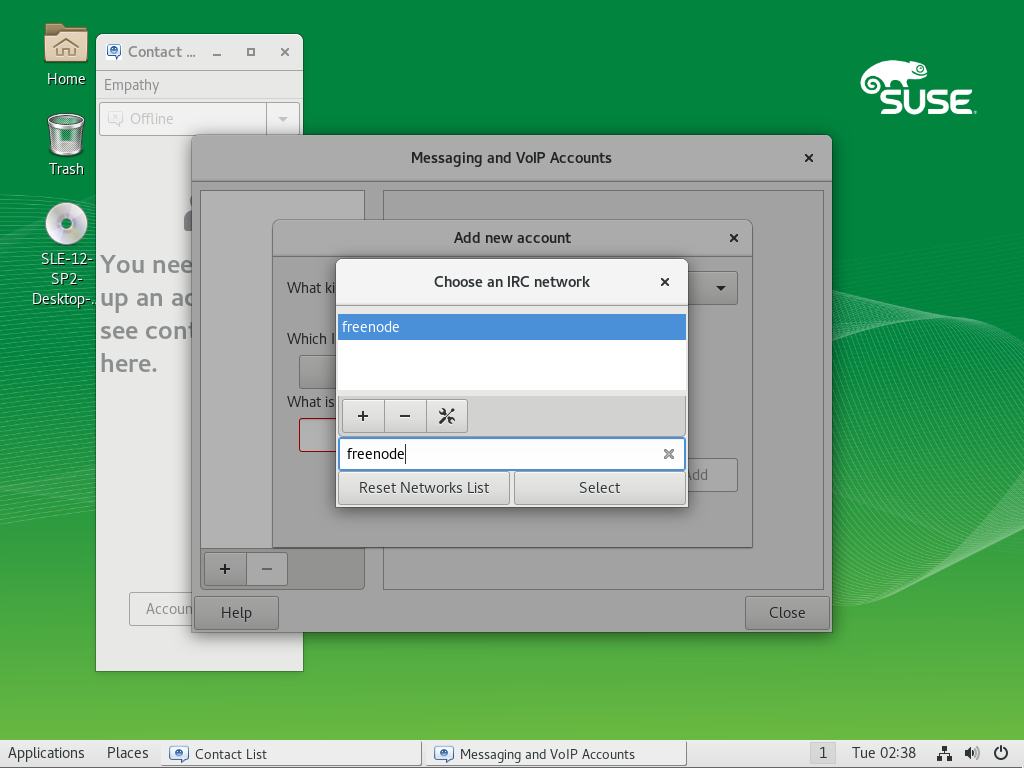 Home
Trash
SLE-12-
SP2-
Desktop-...
Contact ...
Empathy
Offline
You nee
up an ac
see cont
here.
Accoun
SUSE
Messaging and VoIP Accounts
Add new account
What ki
Which I
What is
Add
Choose an IRC network
freenode
freenode
Reset Networks List
Select
Help
Close
Applications
Places
Contact List
Messaging and VoIP Accounts
1
Tue 02:38